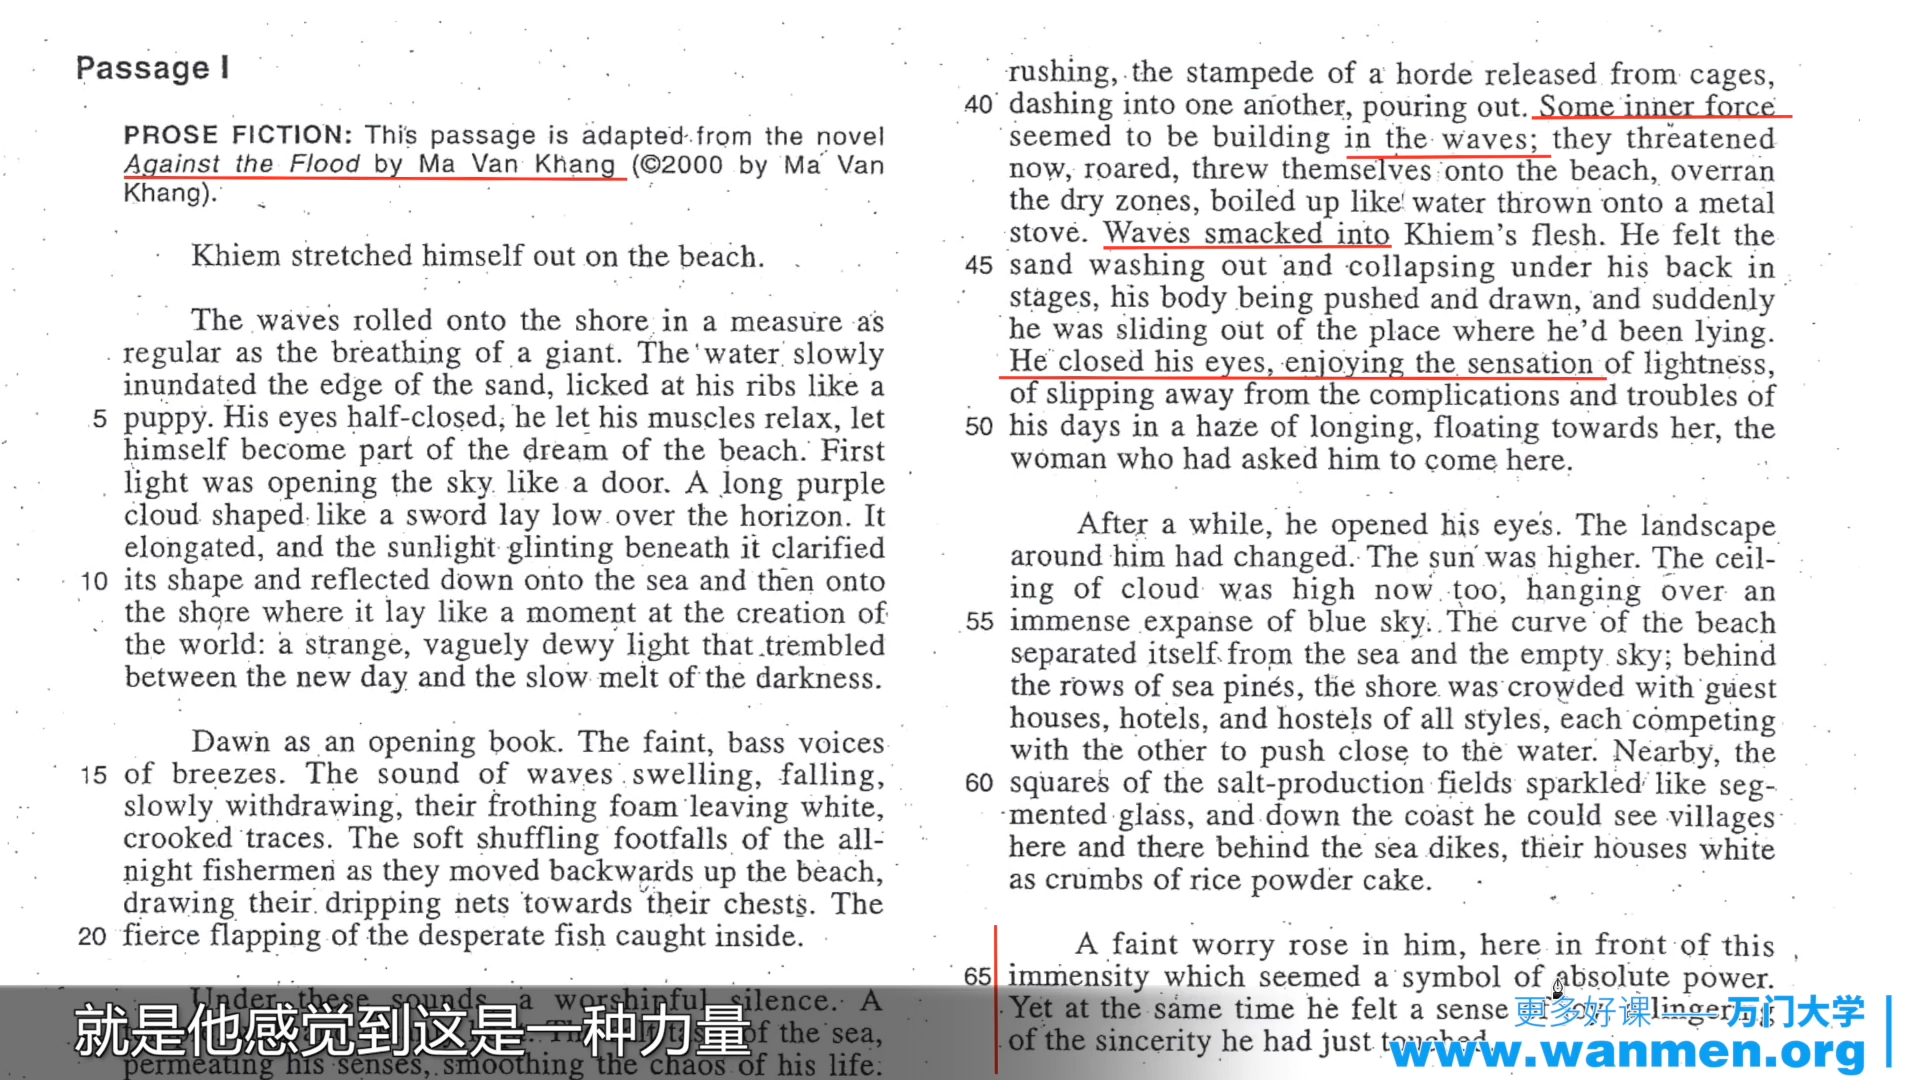 Passage I
PROSE FICTION: This passage is adapted from the novel
Against the Flood by Ma Van Khang (©2000 by Ma Van
Khang).
Khiem stretched himself out on the beach.
The waves rolled onto the shore in a measure as
regular as the breathing of a giant. The water slowly
inundated the edge of the sand, licked at his ribs like a
5 puppy. His eyes half-closed, he let his muscles relax, let
himself become part of the dream of the beach. First
light was opening the sky like a door. A long purple
cloud shaped like a sword lay low over the horizon. It
elongated, and the sunlight glinting beneath it clarified
10 its shape and reflected down onto the sea and then onto
the shore where it lay like a moment at the creation of
the world: a strange, vaguely dewy light that trembled
between the new day and the slow melt of the darkness.
Dawn as an opening book. The faint, bass voices
15 of breezes. The sound of waves swelling, falling,
slowly withdrawing, their frothing foam leaving white,
crooked traces. The soft shuffling footfalls of the all-
night fishermen as they moved backwards up the beach,
drawing their dripping nets towards their chests. The
20 fierce flapping of the desperate fish caught inside.
Under these sounds, a worshipful silence. A
of the sea,
permeating his senses, smoothing the chaos of his life.
rushing, the stampede of a horde released from cages,
40 dashing into one another, pouring out. Some inner force
seemed to be building in the waves; they threatened
now, roared, threw themselves onto the beach, overran
the dry zones, boiled up like water thrown onto a metal
stove. Waves smacked into Khiem's flesh. He felt the
45 sand washing out and collapsing under his back in
stages, his body being pushed and drawn, and suddenly
he was sliding out of the place where he'd been lying.
He closed his eyes, enjoying the sensation of lightness,
of slipping away from the complications and troubles of
50 his days in a haze of longing, floating towards her, the
woman who had asked him to come here.
After a while, he opened his eyes. The landscape
around him had changed. The sun was higher. The ceil-
ing of cloud was high now too, hanging over an
55 immense expanse of blue sky. The curve of the beach
separated itself from the sea and the empty sky; behind
the rows of sea pines, the shore was crowded with guest
houses, hotels, and hostels of all styles, each competing
with the other to push close to the water. Nearby, the
60 squares of the salt-production fields sparkled like seg-
mented glass, and down the coast he could see villages
here and there behind the sea dikes, their houses white
as crumbs of rice powder cake.
A faint worry rose in him, here in front of this
65 immensity which seemed a symbol of absolute power.
Yet at the same time he felt a sense lingering
of the sincerity he had just touched.
就是他感觉到这是一种力量
更多好课——万门大学
www.wanmen.org